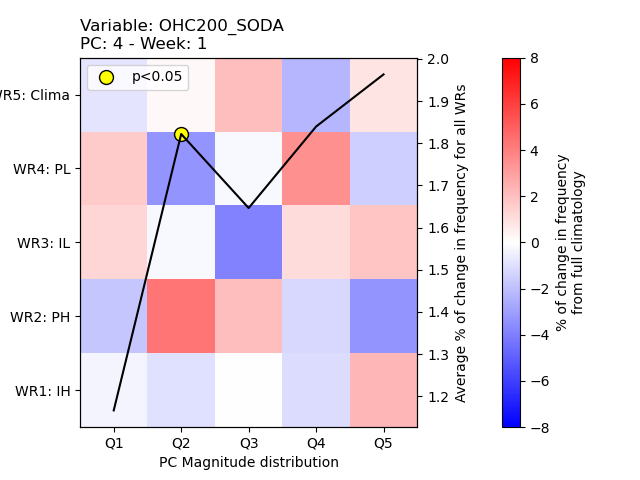 Variable: OHC200_SODA
PC: 4 - Week: 1
p<0.05
WR5: Clima
WR4: PL
WR3: IL
WR2: PH
WR1: IH
Q1 Q2 Q3 Q4 Q5
PC Magnitude distribution
2.0
1.9
1.8
1.7
1.6
1.5
1.4
1.3
1.2
Average % of change in frequency for all WRs
8
6
4
2
0
−2
−4
−6
−8
% of change in frequency
from full climatology